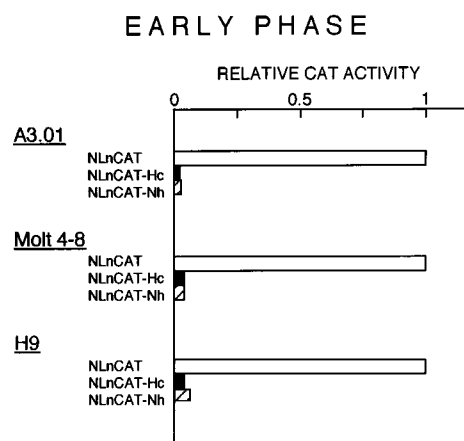 EARLY PHASE
RELATIVE CAT ACTIVITY
0 0.5 1
A3.01
NLnCAT
NLnCAT-Hc
NLnCAT-Nh
Molt 4-8
NLnCAT
NLnCAT-Hc
NLnCAT-Nh
H9
NLnCAT
NLnCAT-Hc
NLnCAT-Nh